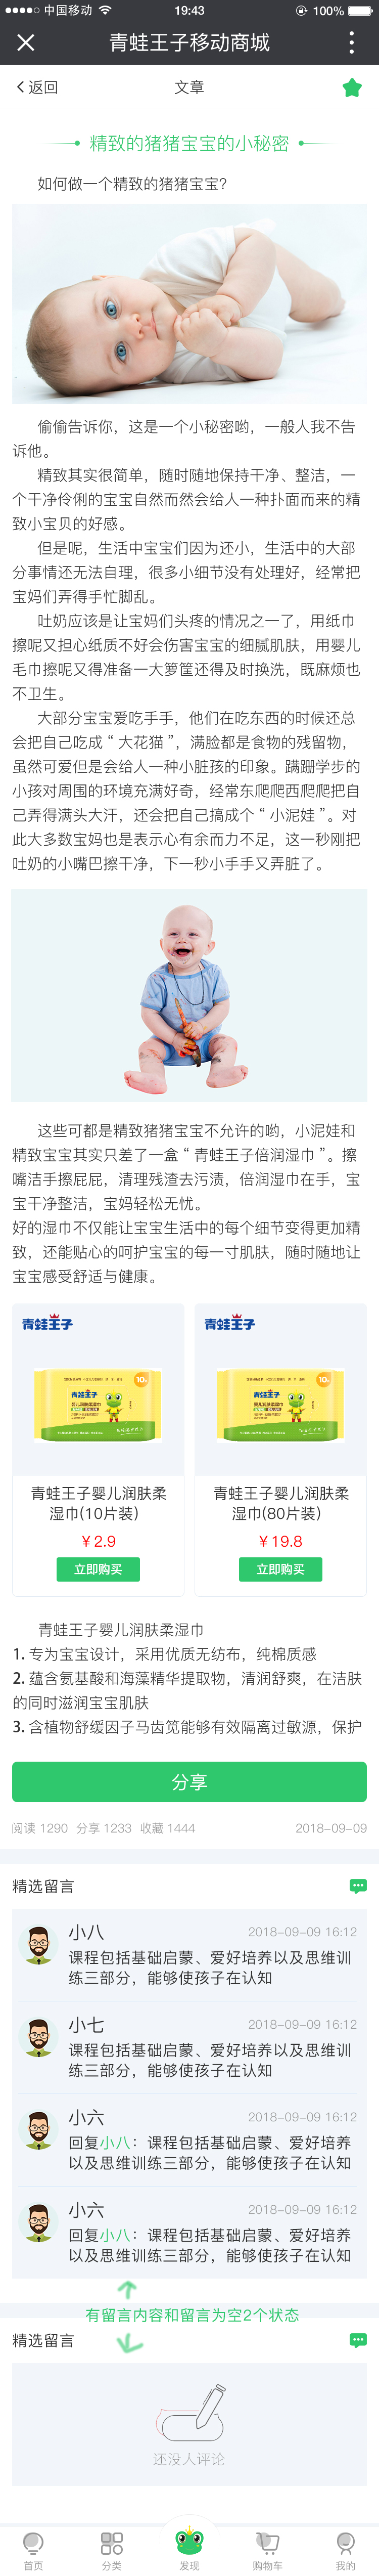 中国移动 19:43 100%
青蛙王子移动商城
返回 文章
精致的猪猪宝宝的小秘密
如何做一个精致的猪猪宝宝？
偷偷告诉你，这是一个小秘密哟，一般人我不告
诉他。
精致其实很简单，随时随地保持干净、整洁，一
个干净伶俐的宝宝自然而然会给人一种扑面而来的精
致小宝贝的好感。
但是呢，生活中宝宝们因为还小，生活中的大部
分事情还无法自理，很多小细节没有处理好，经常把
宝妈们弄得手忙脚乱。
吐奶应该是让宝妈们头疼的情况之一了，用纸巾
擦呢又担心纸质不好会伤害宝宝的细腻肌肤，用婴儿
毛巾擦呢又得准备一大箩筐还得及时换洗，既麻烦也
不卫生。
大部分宝宝爱吃手手，他们在吃东西的时候还总
会把自己吃成“大花猫”，满脸都是食物的残留物，
虽然可爱但是会给人一种小脏孩的印象。蹒跚学步的
小孩对周围的环境充满好奇，经常东爬爬西爬爬把自
己弄得满头大汗，还会把自己搞成个“小泥娃”。对
此大多数宝妈也是表示心有余而力不足，这一秒刚把
吐奶的小嘴巴擦干净，下一秒小手手又弄脏了。
这些可都是精致猪猪宝宝不允许的哟，小泥娃和
精致宝宝其实只差了一盒“青蛙王子倍润湿巾”。擦
嘴洁手擦屁屁，清理残渣去污渍，倍润湿巾在手，宝
宝干净整洁，宝妈轻松无忧。
好的湿巾不仅能让宝宝生活中的每个细节变得更加精
致，还能贴心的呵护宝宝的每一寸肌肤，随时随地让
宝宝感受舒适与健康。
青蛙王子 青蛙王子
青蛙王子婴儿润肤柔 青蛙王子婴儿润肤柔
湿巾(10片装) 湿巾(80片装)
￥2.9 ￥19.8
立即购买 立即购买
青蛙王子婴儿润肤柔湿巾
1. 专为宝宝设计，采用优质无纺布，纯棉质感
2. 蕴含氨基酸和海藻精华提取物，清润舒爽，在洁肤
的同时滋润宝宝肌肤
3. 含植物舒缓因子马齿笕能够有效隔离过敏源，保护
分享
阅读 1290 分享 1233 收藏 1444 2018-09-09
精选留言
小八 2018-09-09 16:12
课程包括基础启蒙、爱好培养以及思维训
练三部分，能够使孩子在认知
小七 2018-09-09 16:12
课程包括基础启蒙、爱好培养以及思维训
练三部分，能够使孩子在认知
小六 2018-09-09 16:12
回复小八：课程包括基础启蒙、爱好培养
以及思维训练三部分，能够使孩子在认知
小六 2018-09-09 16:12
回复小八：课程包括基础启蒙、爱好培养
以及思维训练三部分，能够使孩子在认知
有留言内容和留言为空2个状态
精选留言
还没人评论
首页 分类 发现 购物车 我的